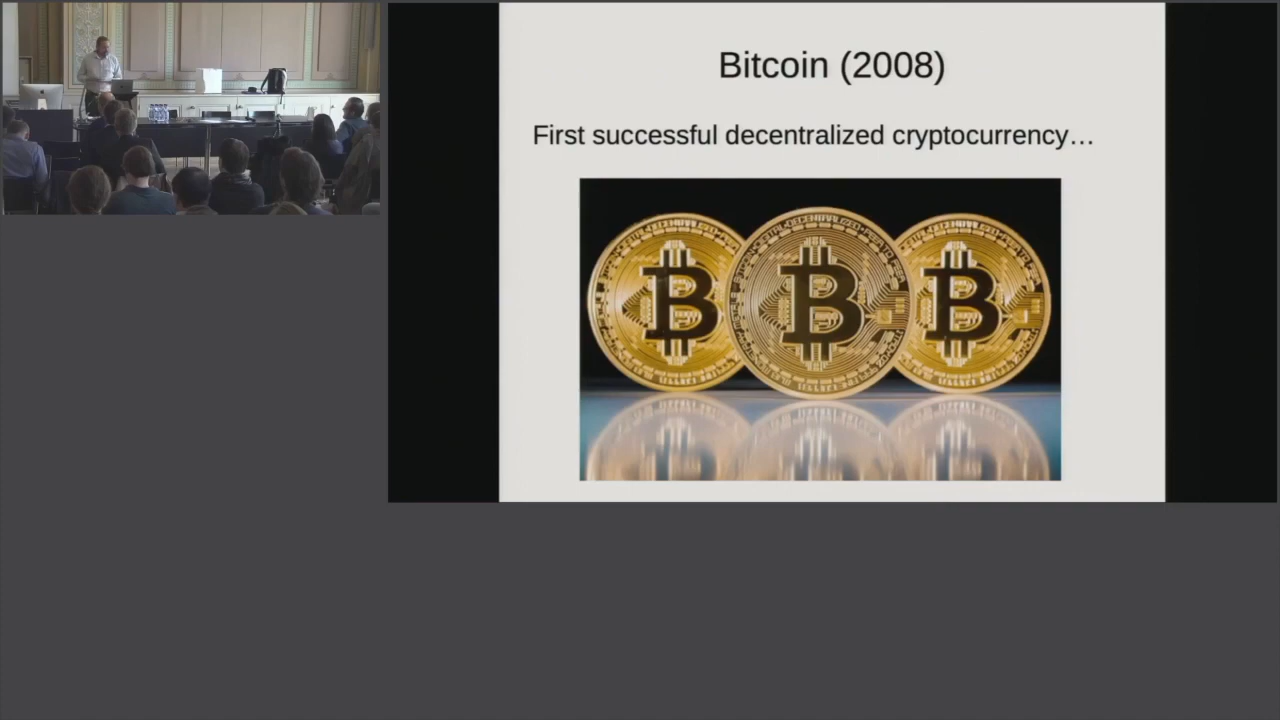 Bitcoin (2008)
First successful decentralized cryptocurrency…